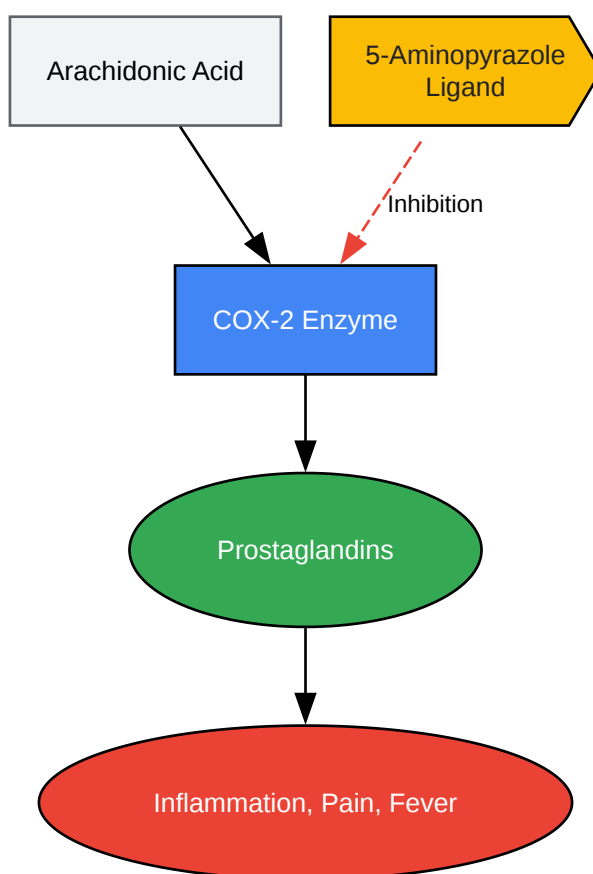 Arachidonic Acid
5-Aminopyrazole
Ligand
Inhibition
COX-2 Enzyme
Prostaglandins
Inflammation, Pain, Fever